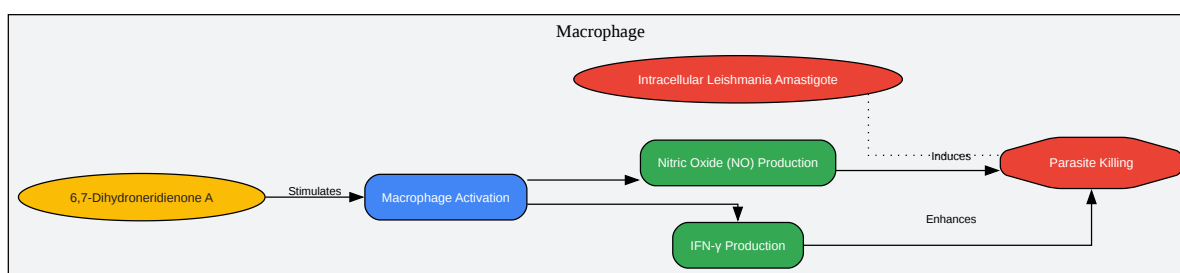 Macrophage
Intracellular Leishmania Amastigote
Nitric Oxide (NO) Production
Induces
Parasite Killing
6,7-Dihydroneridienone A
Stimulates
Macrophage Activation
Enhances
IFN-γ Production